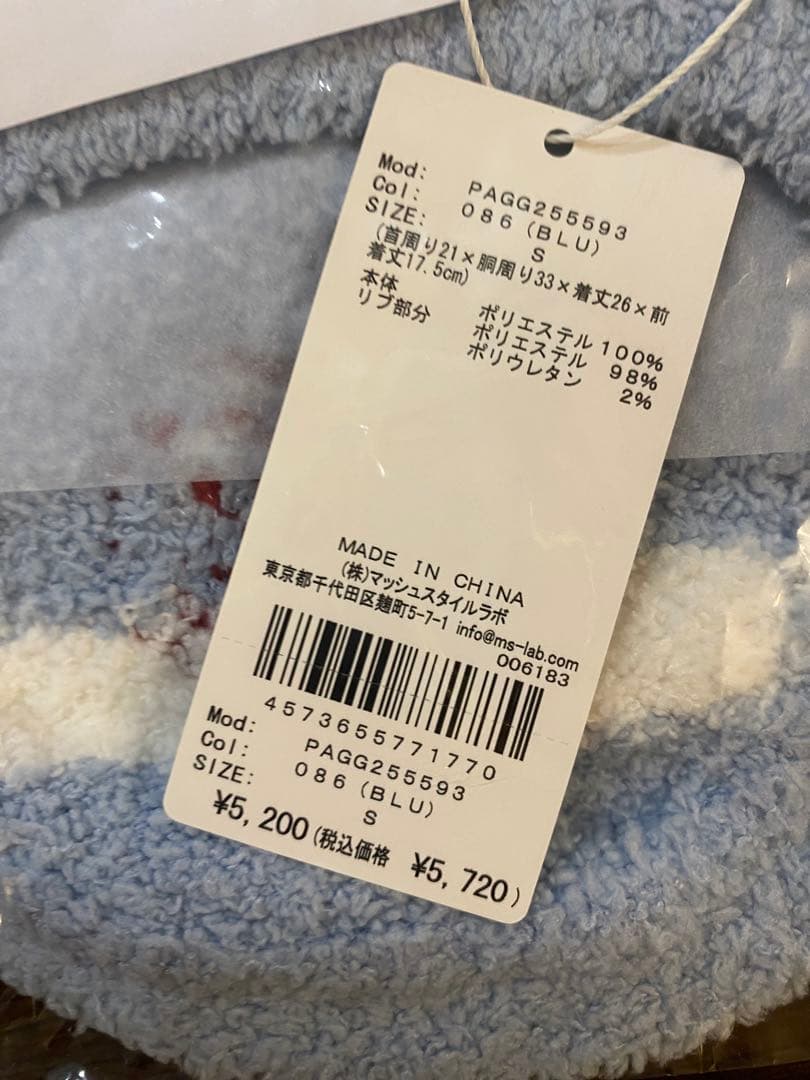 Mod: PAGG255593
Col: 086 (BLU)
SIZE: S
(首周り21×胴周り33×着丈26×前
着丈17.5cm)
本体 ポリエステル 100%
リブ部分 ポリエステル 98%
ポリウレタン 2%
MADE IN CHINA
(株)マッシュスタイルラボ
東京都千代田区麹町5-7-1 info@ms-lab.com
006183
4573655771770
Mod: PAGG255593
Col: 086 (BLU)
SIZE: S
¥5,200(税込価格 ¥5,720)